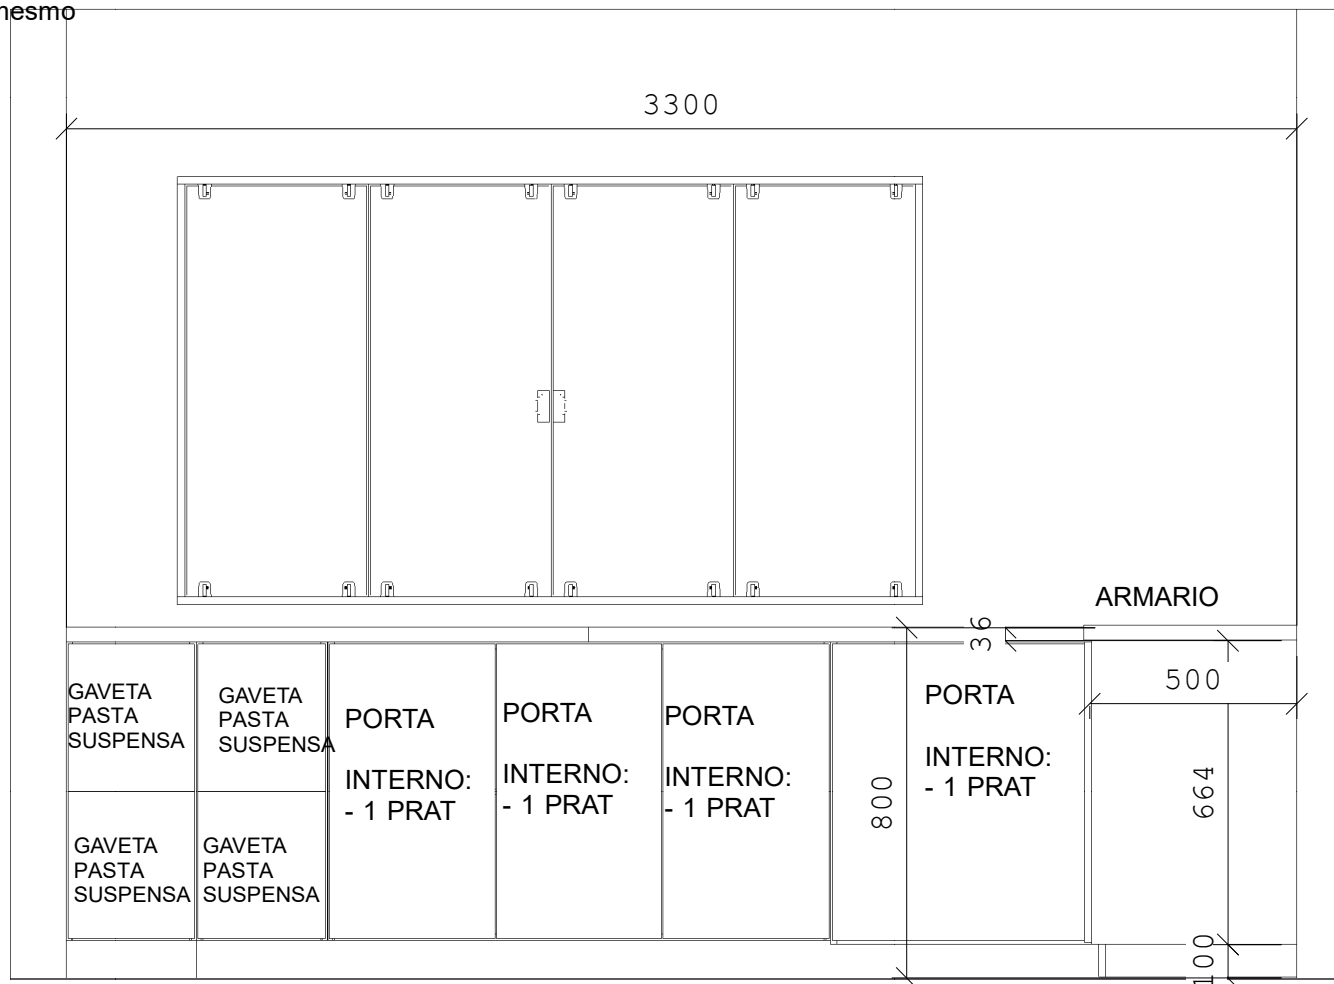 nesmo
3300
ARMARIO
36
500
GAVETA
PASTA
SUSPENSA
GAVETA
PASTA
SUSPENSA
PORTA
INTERNO:
- 1 PRAT
PORTA
INTERNO:
- 1 PRAT
PORTA
INTERNO:
- 1 PRAT
PORTA
INTERNO:
- 1 PRAT
800
664
GAVETA
PASTA
SUSPENSA
GAVETA
PASTA
SUSPENSA
100